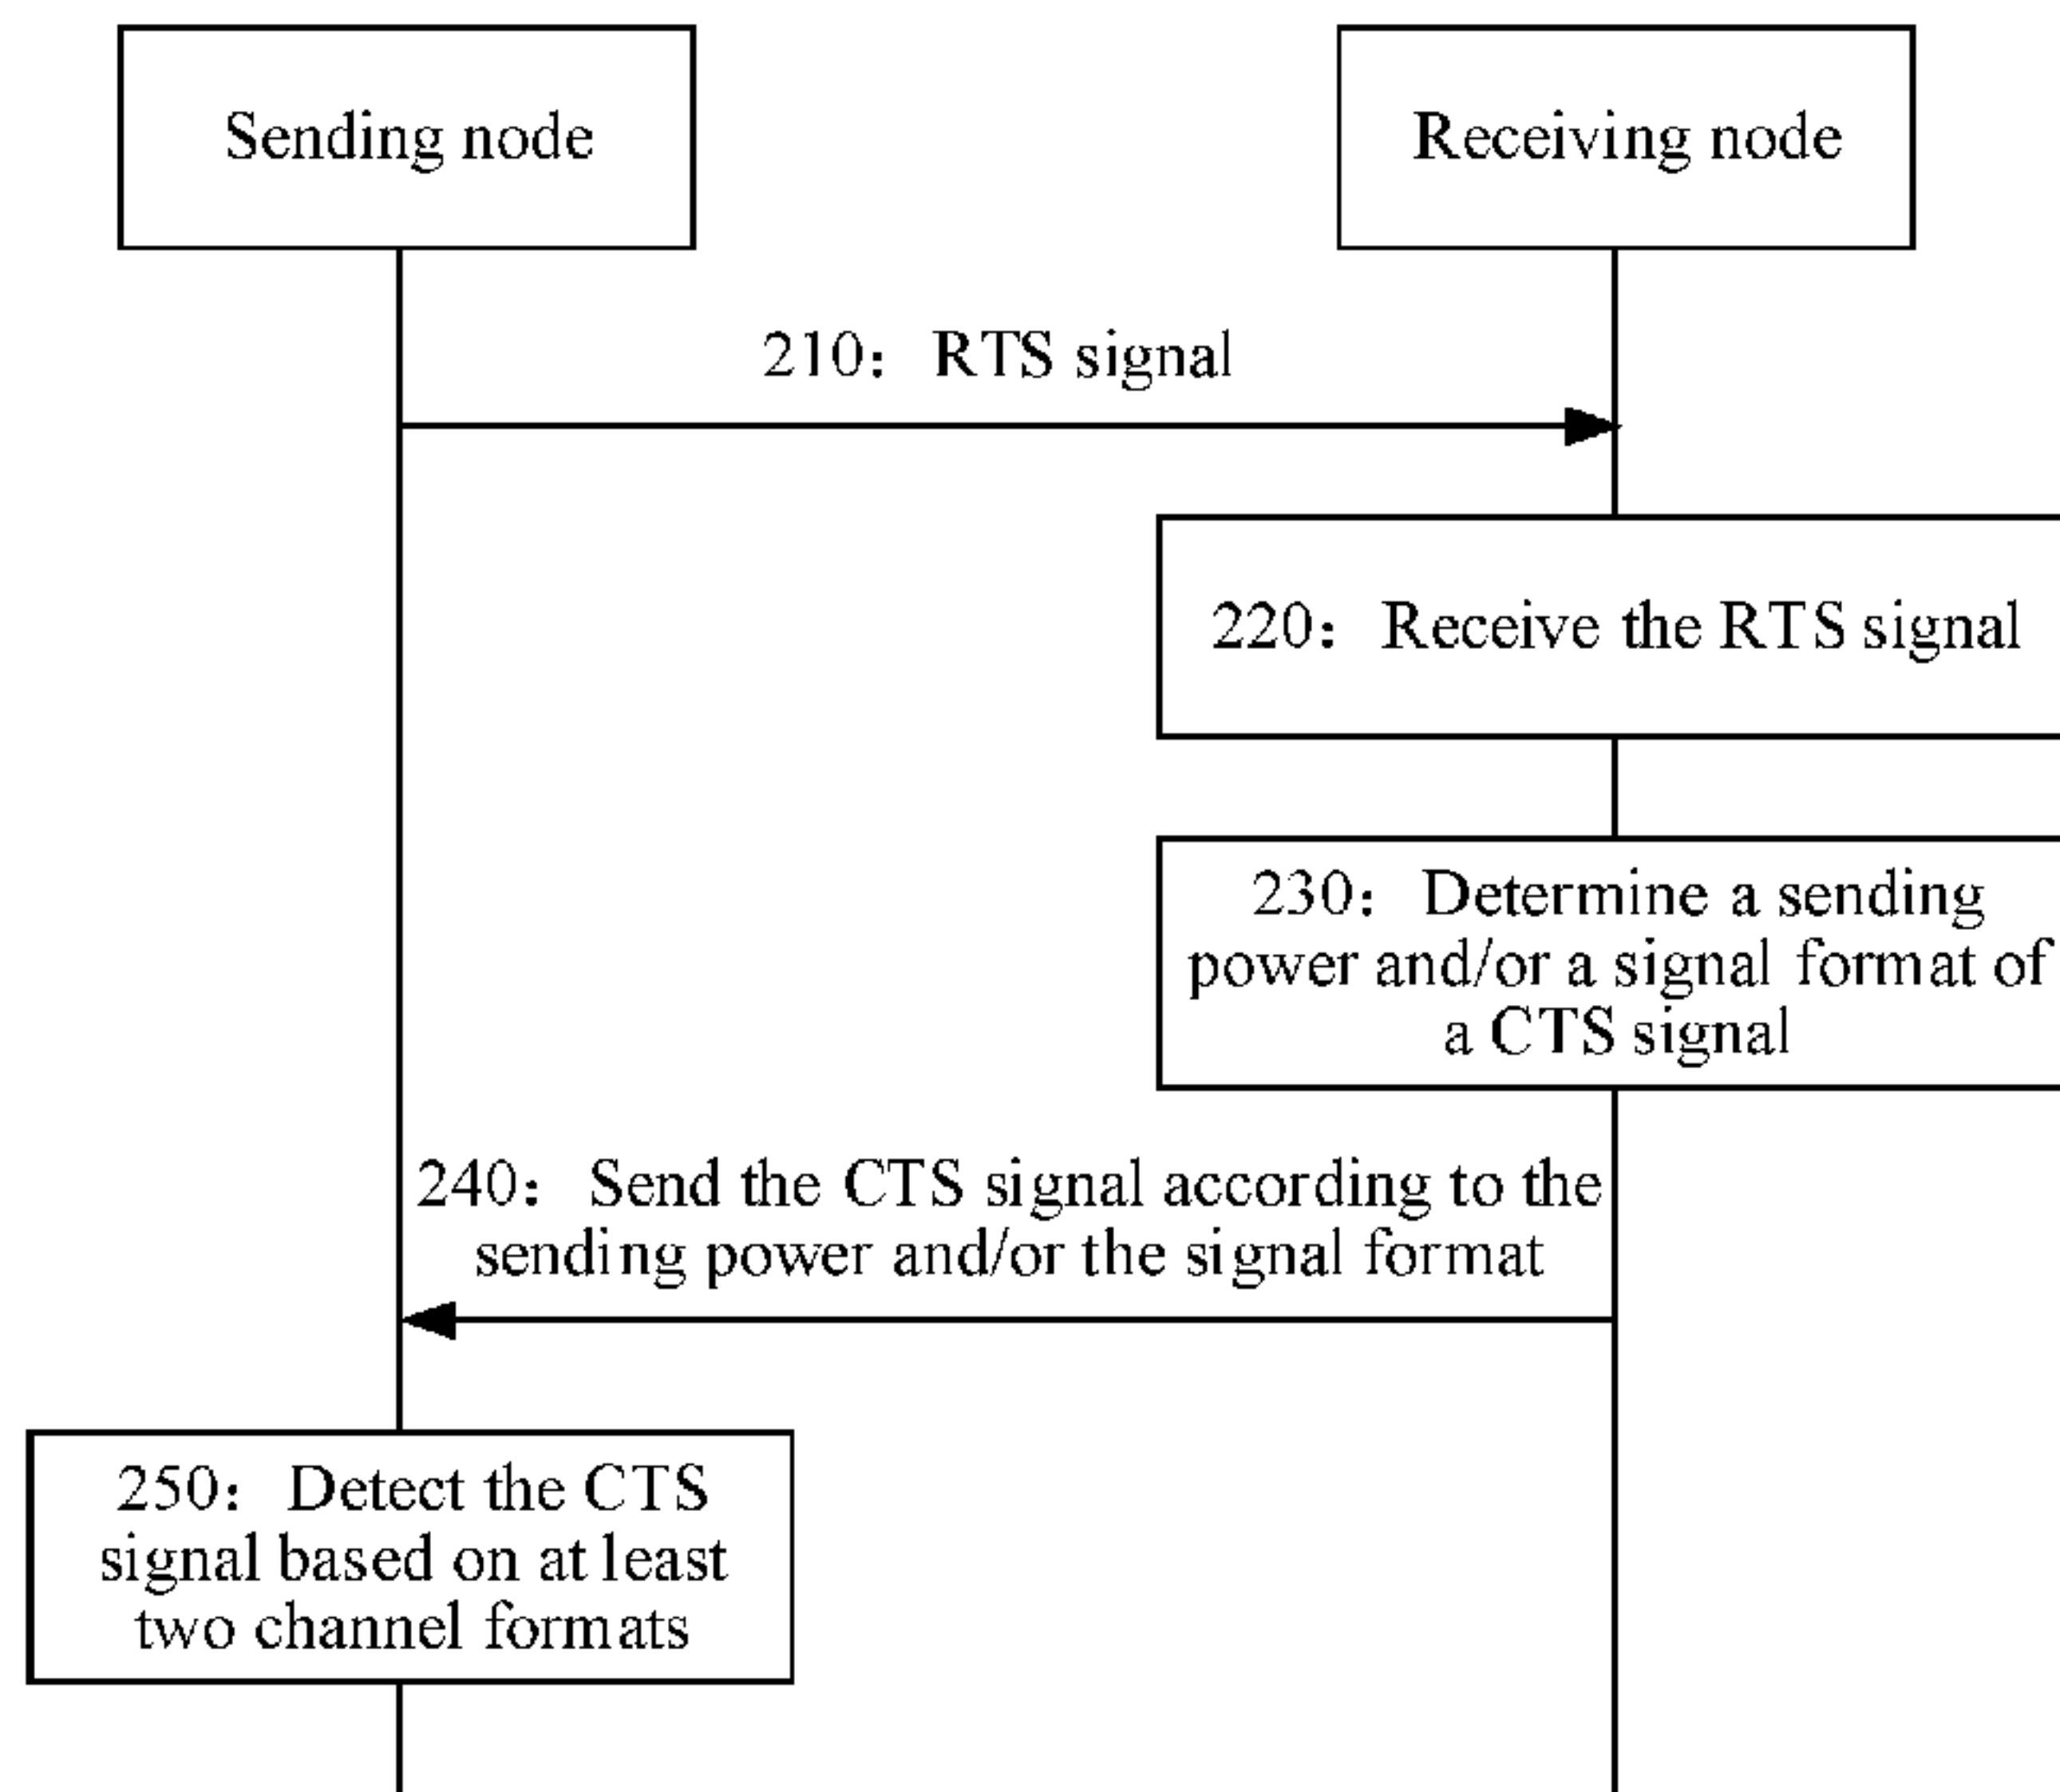 Sending node
Receiving node
210： RTS signal
220： Receive the RTS signal
230： Determine a sending
power and/or a signal format of
a CTS signal
240： Send the CTS signal according to the
sending power and/or the signal format
250： Detect the CTS
signal based on at least
two channel formats